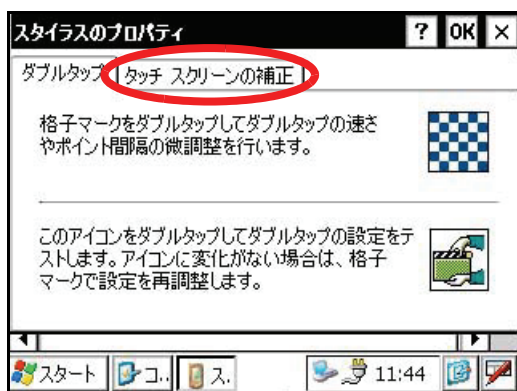 スタイラスのプロパティ ? OK ×
ダブルタップ タッチ スクリーンの補正
格子マークをダブルタップしてダブルタップの速さ
やポイント間隔の微調整を行います。
このアイコンをダブルタップしてダブルタップの設定をテ
ストします。アイコンに変化がない場合は、格子
マークで設定を再調整します。
スタート コ.. ス. 11:44